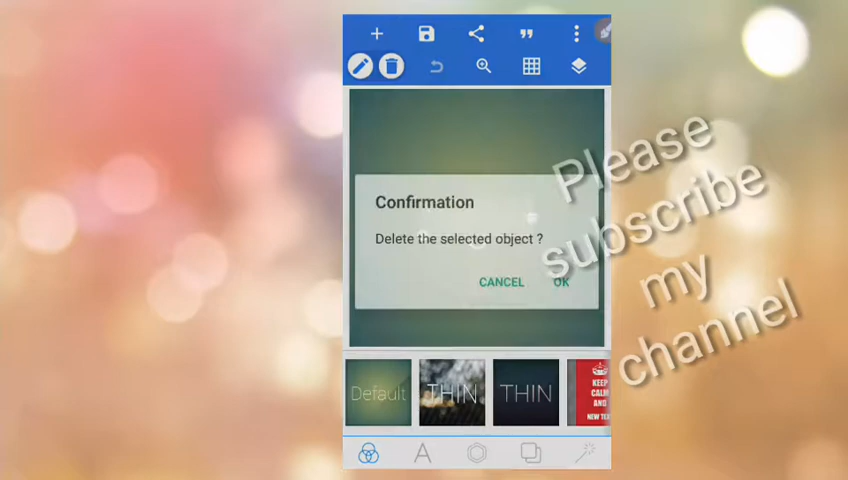 Please
subscribe
my
channel
Confirmation
Delete the selected object ?
CANCEL
OK
Default
THIN
THIN
KEEP
CALM
AND